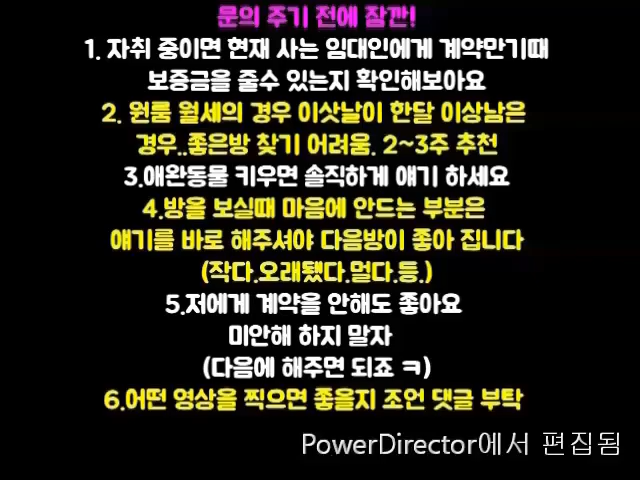 문의 주기 전에 잠깐!
1. 자취 중이면 현재 사는 임대인에게 계약만기때
보증금을 줄수 있는지 확인해보아요
2. 원룸 월세의 경우 이삿날이 한달 이상남은
경우..좋은방 찾기 어려움. 2~3주 추천
3.애완동물 키우면 솔직하게 얘기 하세요
4.방을 보실때 마음에 안드는 부분은
얘기를 바로 해주셔야 다음방이 좋아 집니다
(작다.오래됐다.멀다.등.)
5.저에게 계약을 안해도 좋아요
미안해 하지 말자
(다음에 해주면 되죠 ㅋ)
6.어떤 영상을 찍으면 좋을지 조언 댓글 부탁
PowerDirector에서 편집됨